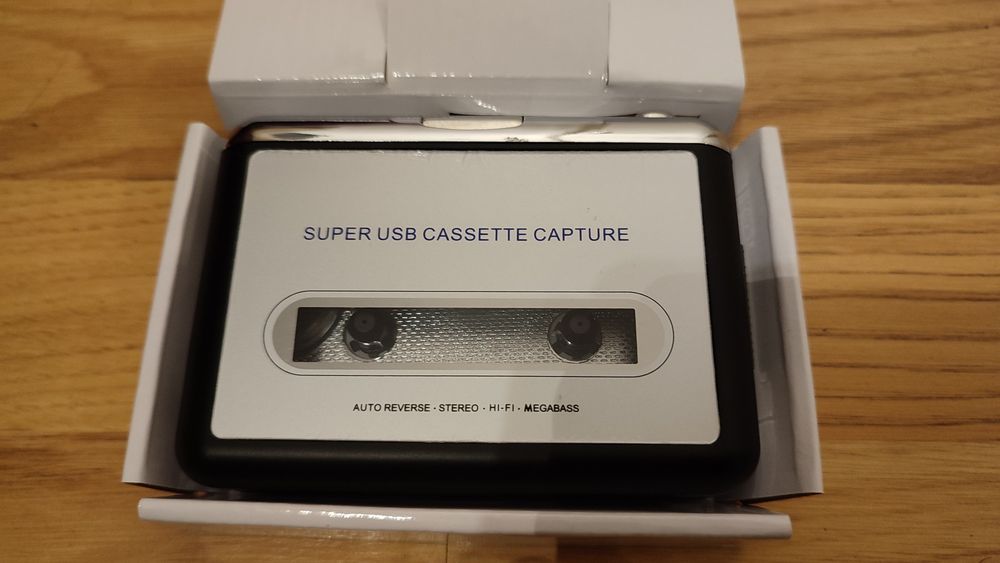 SUPER USB CASSETTE CAPTURE
AUTO REVERSE · STEREO · HI-FI · MEGABASS